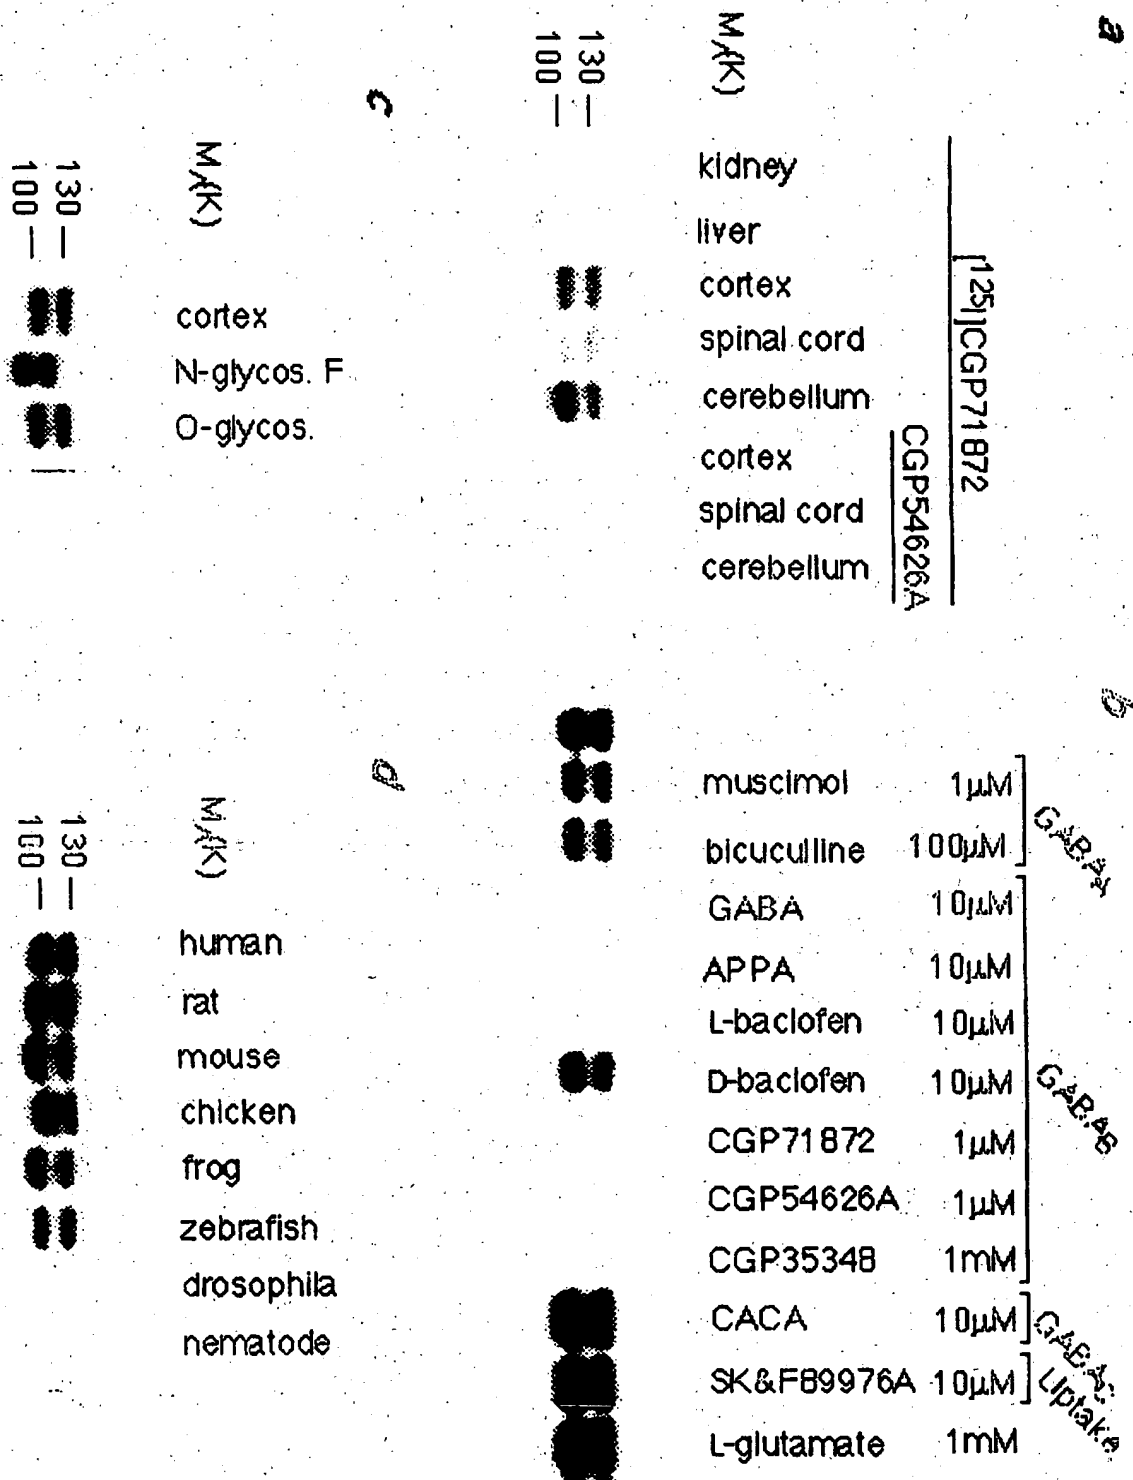 a
[125I]CGP71872
CGP54626A
kidney
liver
cortex
spinal cord
cerebellum
cortex
spinal cord
cerebellum
Mr(K)
130
100
b
GABAA
GABAB
GABAC
Uptake
muscimol 1μM
bicuculline 100μM
GABA 10μM
APPA 10μM
L-baclofen 10μM
D-baclofen 10μM
CGP71872 1μM
CGP54626A 1μM
CGP35348 1mM
CACA 10μM
SK&F89976A 10μM
L-glutamate 1mM
c
cortex
N-glycos. F
O-glycos.
Mr(K)
130
100
d
human
rat
mouse
chicken
frog
zebrafish
drosophila
nematode
Mr(K)
130
100